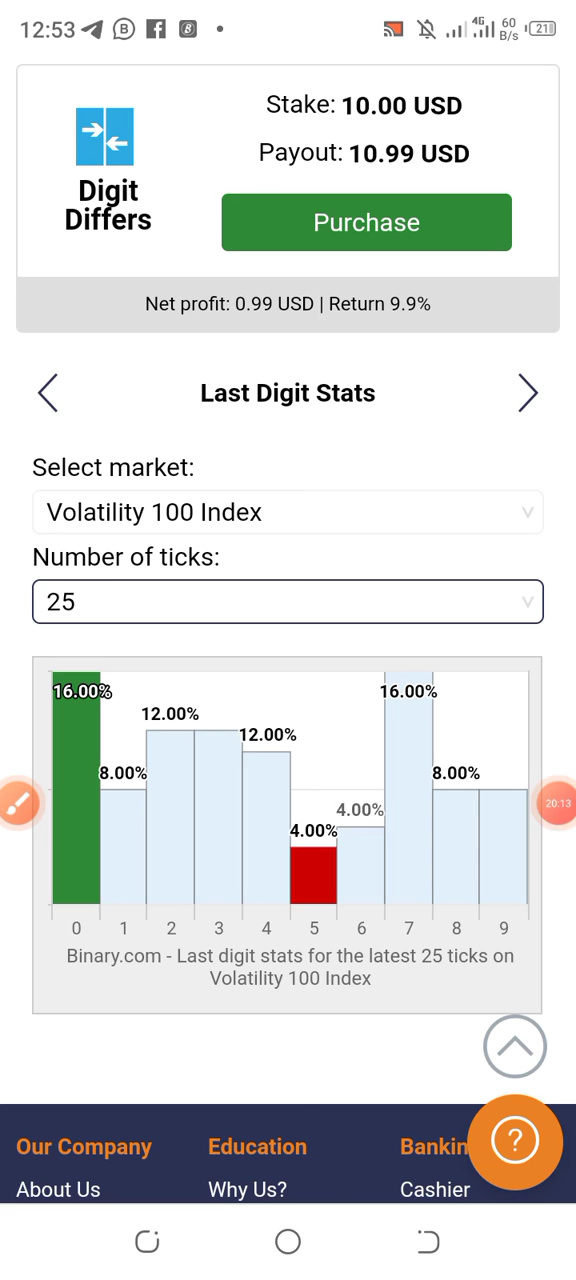 12:53
4G 60 B/s 21
Stake: 10.00 USD
Payout: 10.99 USD
Digit
Differs
Purchase
Net profit: 0.99 USD | Return 9.9%
Last Digit Stats
Select market:
Volatility 100 Index
Number of ticks:
25
16.00% 8.00% 12.00% 12.00% 4.00% 4.00% 16.00% 8.00%
20:13
0 1 2 3 4 5 6 7 8 9
Binary.com - Last digit stats for the latest 25 ticks on
Volatility 100 Index
?
Our Company Education Bankin
About Us Why Us? Cashier